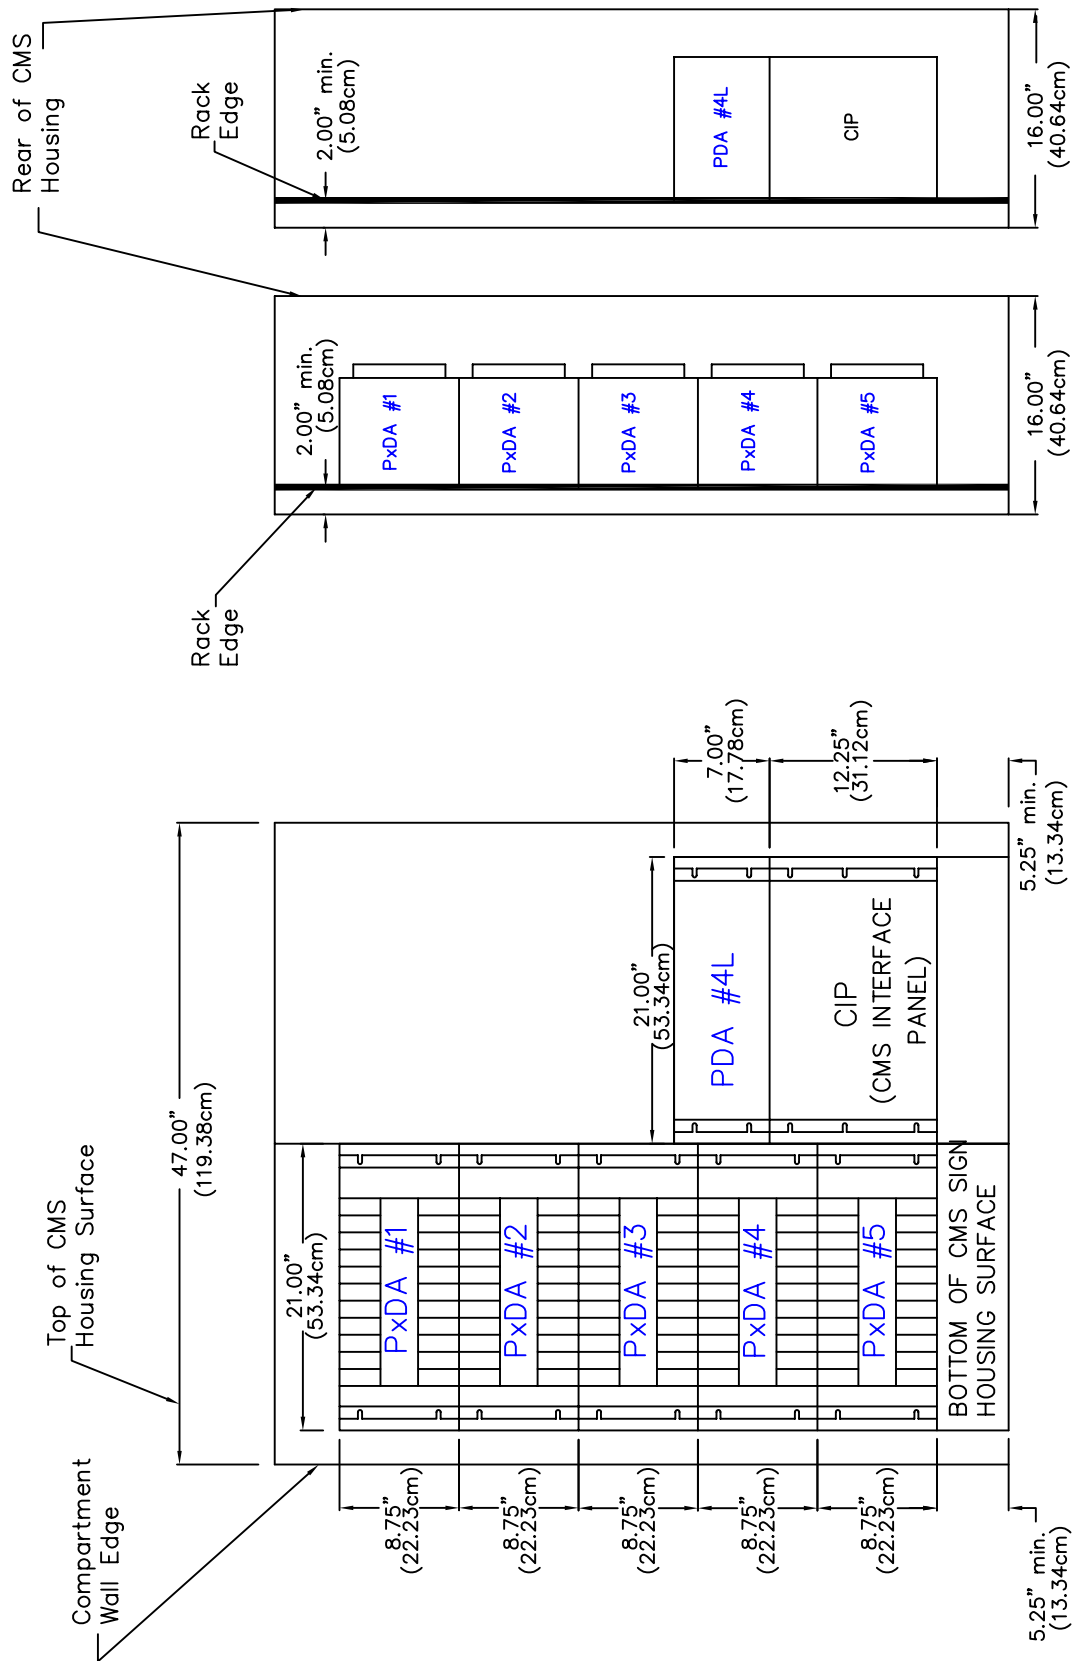 Compartment
Wall Edge
Top of CMS
Housing Surface
47.00"
(119.38cm)
21.00"
(53.34cm)
PxDA #1
PxDA #2
PxDA #3
PxDA #4
PxDA #5
8.75"
(22.23cm)
8.75"
(22.23cm)
8.75"
(22.23cm)
8.75"
(22.23cm)
8.75"
(22.23cm)
5.25" min.
(13.34cm)
BOTTOM OF CMS SIGN
HOUSING SURFACE
21.00"
(53.34cm)
PDA #4L
CIP
(CMS INTERFACE
PANEL)
7.00"
(17.78cm)
12.25"
(31.12cm)
5.25" min.
(13.34cm)
Rack
Edge
2.00" min.
(5.08cm)
PxDA #1
PxDA #2
PxDA #3
PxDA #4
PxDA #5
16.00"
(40.64cm)
Rear of CMS
Housing
Rack
Edge
2.00" min.
(5.08cm)
PDA #4L
CIP
16.00"
(40.64cm)